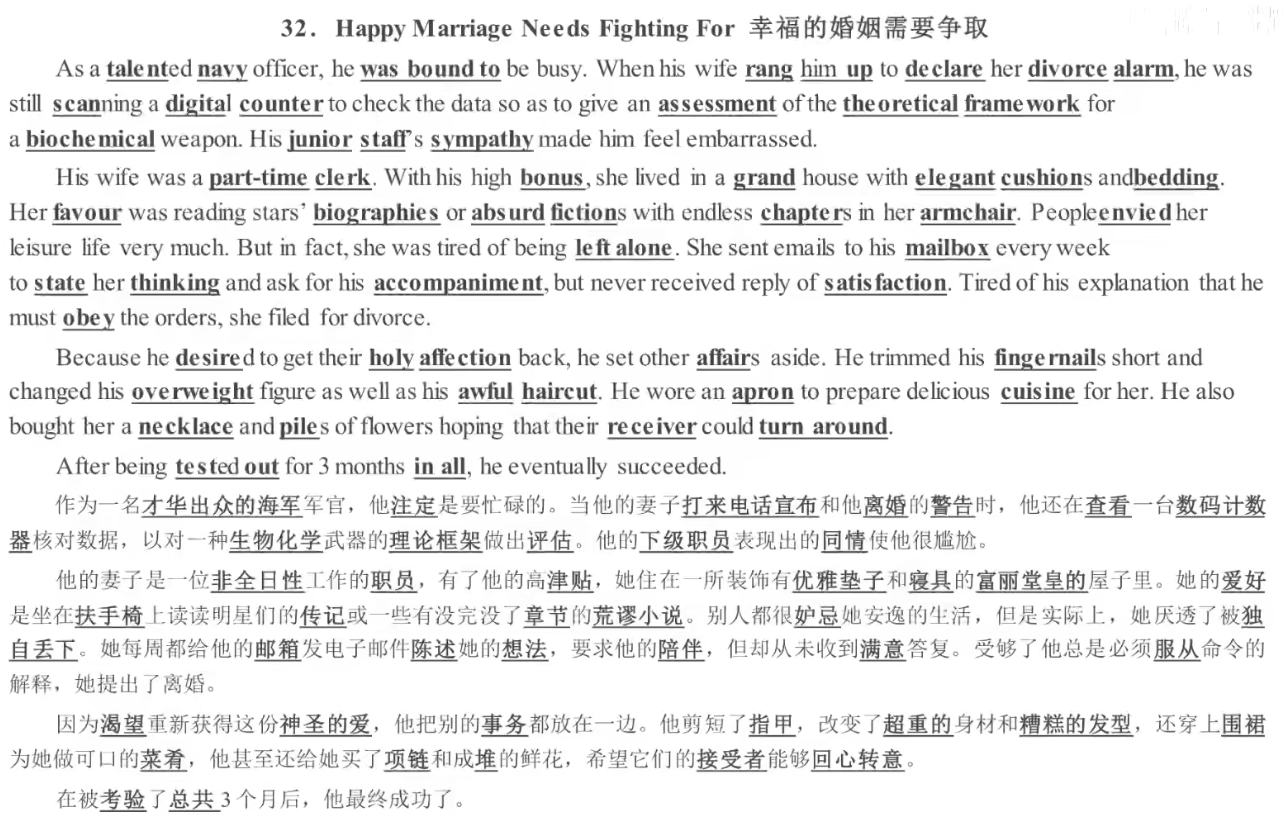 32. Happy Marriage Needs Fighting For 幸福的婚姻需要争取
As a talented navy officer, he was bound to be busy. When his wife rang him up to declare her divorce alarm, he was
still scanning a digital counter to check the data so as to give an assessment of the theoretical framework for
a biochemical weapon. His junior staff's sympathy made him feel embarrassed.
His wife was a part-time clerk. With his high bonus, she lived in a grand house with elegant cushions andbedding.
Her favour was reading stars' biographies or absurd fictions with endless chapters in her armchair. Peopleenvied her
leisure life very much. But in fact, she was tired of being left alone. She sent emails to his mailbox every week
to state her thinking and ask for his accompaniment, but never received reply of satisfaction. Tired of his explanation that he
must obey the orders, she filed for divorce.
Because he desired to get their holy affection back, he set other affairs aside. He trimmed his fingernails short and
changed his overweight figure as well as his awful haircut. He wore an apron to prepare delicious cuisine for her. He also
bought her a necklace and piles of flowers hoping that their receiver could turn around.
After being tested out for 3 months in all, he eventually succeeded.
作为一名才华出众的海军军官，他注定是要忙碌的。当他的妻子打来电话宣布和他离婚的警告时，他还在查看一台数码计数
器核对数据，以对一种生物化学武器的理论框架做出评估。他的下级职员表现出的同情使他很尴尬。
他的妻子是一位非全日性工作的职员，有了他的高津贴，她住在一所装饰有优雅垫子和寝具的富丽堂皇的屋子里。她的爱好
是坐在扶手椅上读读明星们的传记或一些有没完没了章节的荒谬小说。别人都很妒忌她安逸的生活，但是实际上，她厌透了被独
自丢下。她每周都给他的邮箱发电子邮件陈述她的想法，要求他的陪伴，但却从未收到满意答复。受够了他总是必须服从命令的
解释，她提出了离婚。
因为渴望重新获得这份神圣的爱，他把别的事务都放在一边。他剪短了指甲，改变了超重的身材和糟糕的发型，还穿上围裙
为她做可口的菜肴，他甚至还给她买了项链和成堆的鲜花，希望它们的接受者能够回心转意。
在被考验了总共 3 个月后，他最终成功了。